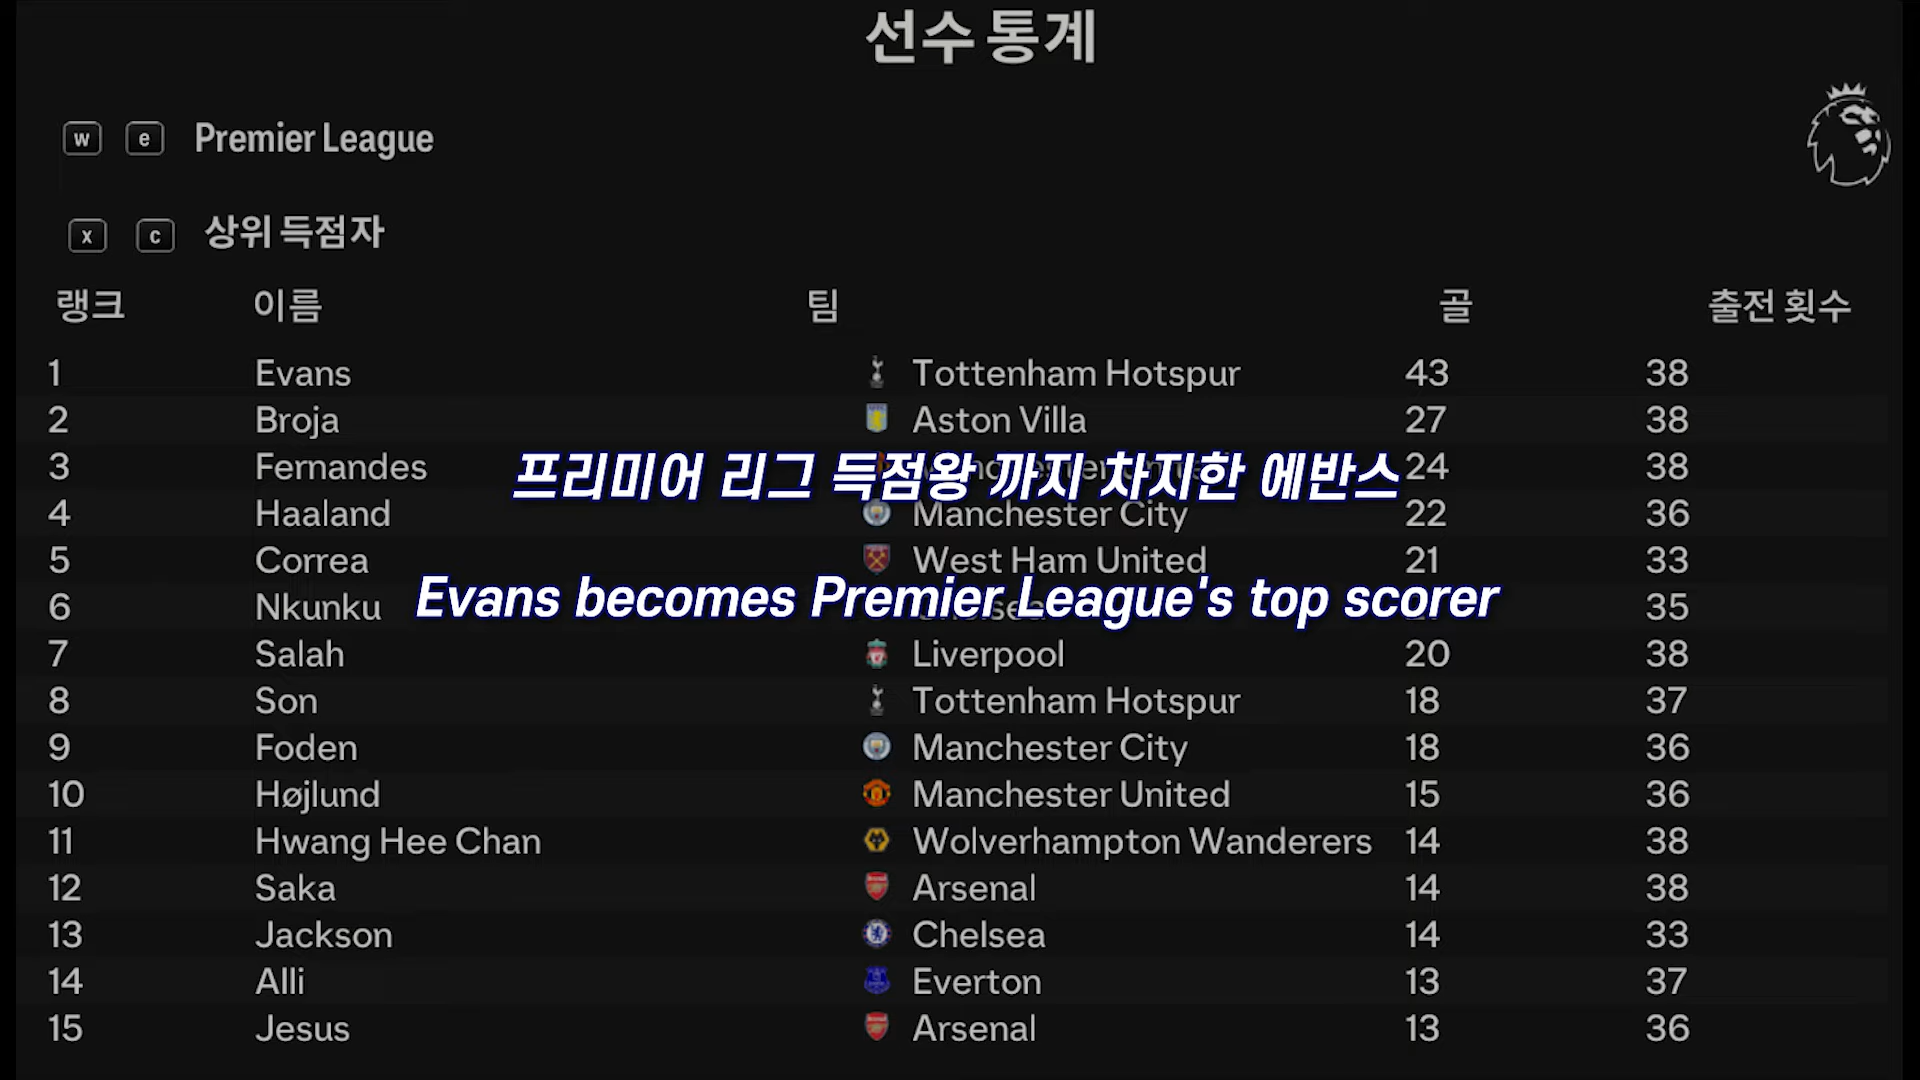 선수 통계
w e Premier League
x c 상위 득점자
랭크 이름 팀 골 출전 횟수
1 Evans Tottenham Hotspur 43 38
2 Broja Aston Villa 27 38
3 Fernandes 24 38
프리미어 리그 득점왕 까지 차지한 에반스
4 Haaland Manchester City 22 36
5 Correa West Ham United 21 33
Evans becomes Premier League's top scorer
6 Nkunku 35
7 Salah Liverpool 20 38
8 Son Tottenham Hotspur 18 37
9 Foden Manchester City 18 36
10 Højlund Manchester United 15 36
11 Hwang Hee Chan Wolverhampton Wanderers 14 38
12 Saka Arsenal 14 38
13 Jackson Chelsea 14 33
14 Alli Everton 13 37
15 Jesus Arsenal 13 36